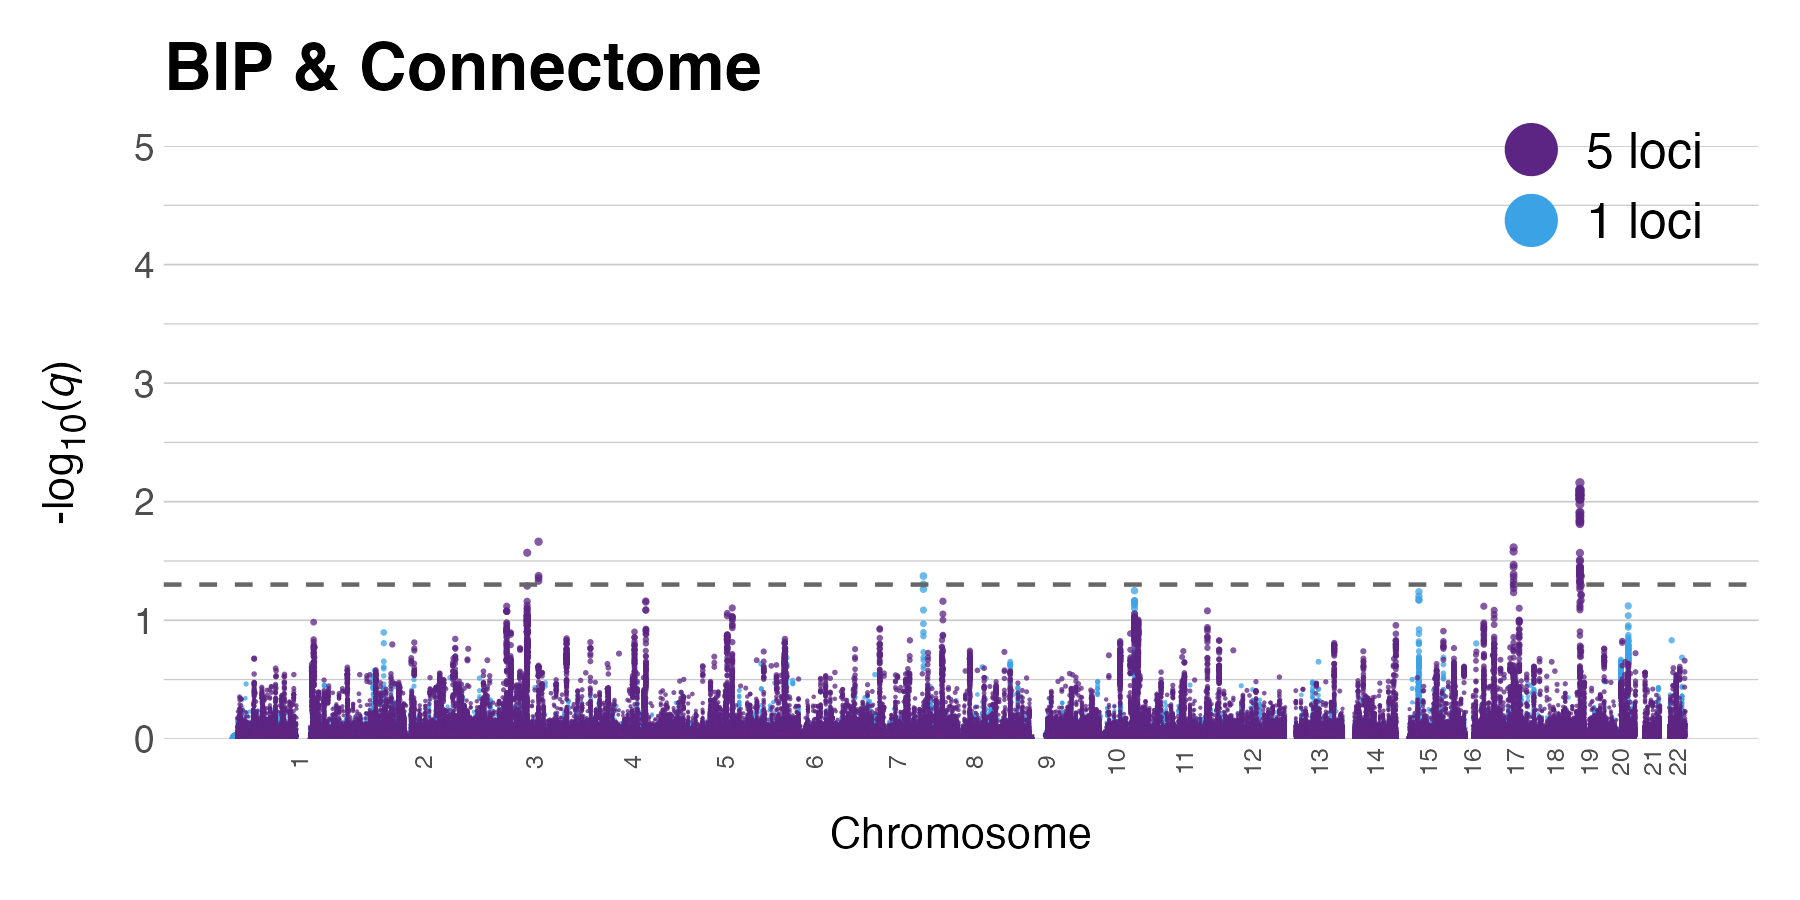 BIP & Connectome
5 loci
1 loci
5
4
3
2
1
0
-log10(q)
1 2 3 4 5 6 7 8 9 10 11 12 13 14 15 16 17 18 19 20 21 22
Chromosome